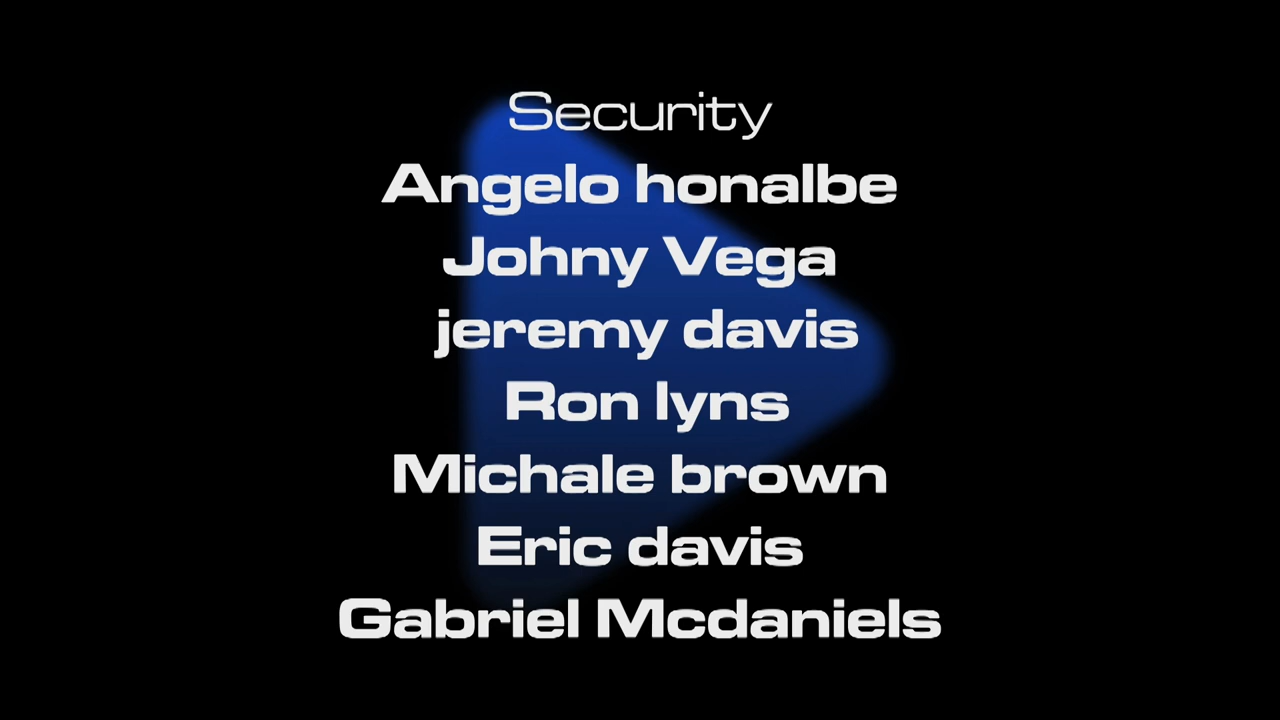 Security
Angelo honalbe
Johny Vega
jeremy davis
Ron lyns
Michale brown
Eric davis
Gabriel Mcdaniels